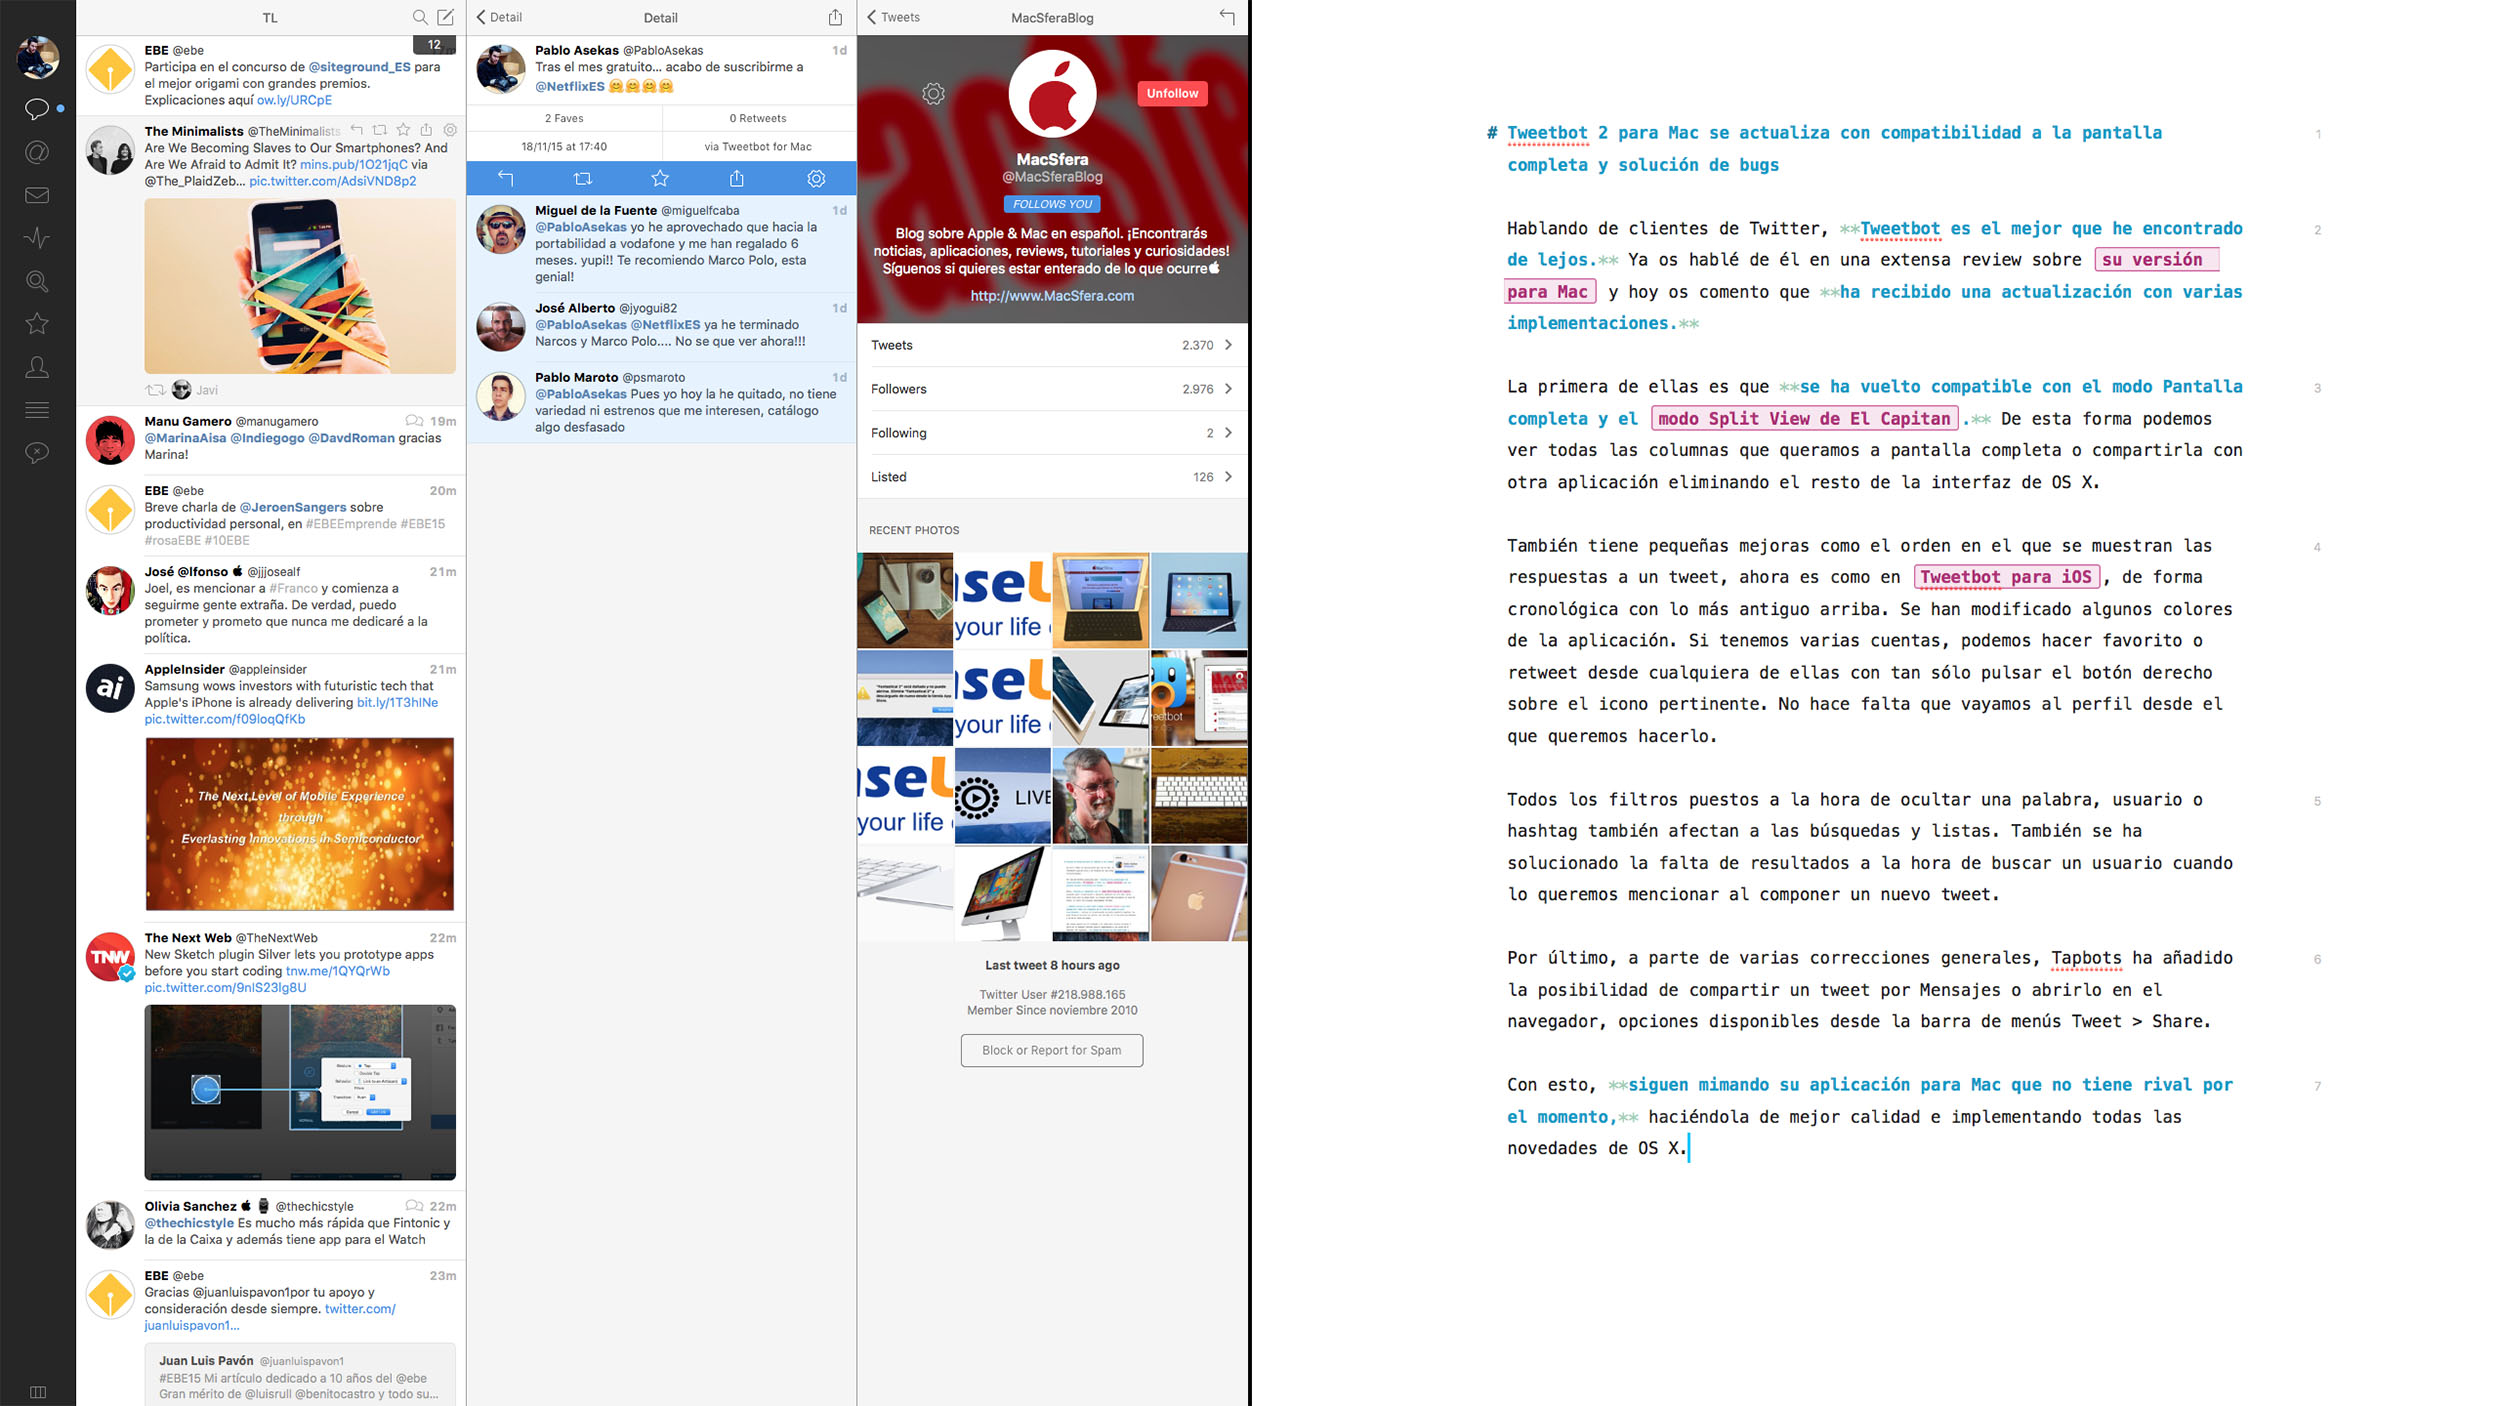 TL
12
EBE @ebe
Participa en el concurso de @siteground_ES para
el mejor origami con grandes premios.
Explicaciones aquí ow.ly/URCpE
The Minimalists @TheMinimalists
Are We Becoming Slaves to Our Smartphones? And
Are We Afraid to Admit It? mins.pub/1O21jqC via
@The_PlaidZeb... pic.twitter.com/AdsiVND8p2
Javi
Manu Gamero @manugamero 19m
@MarinaAisa @Indiegogo @DavdRoman gracias
Marina!
EBE @ebe 20m
Breve charla de @JeroenSangers sobre
productividad personal, en #EBEEmprende #EBE15
#rosaEBE #10EBE
José @lfonso @jjjosealf 21m
Joel, es mencionar a #Franco y comienza a
seguirme gente extraña. De verdad, puedo
prometer y prometo que nunca me dedicaré a la
política.
ai
AppleInsider @appleinsider 21m
Samsung wows investors with futuristic tech that
Apple's iPhone is already delivering bit.ly/1T3hlNe
pic.twitter.com/f09loqQfKb
The Next Level of Mobile Experience
through
Everlasting Innovations in Semiconductor
TNW
The Next Web @TheNextWeb 22m
New Sketch plugin Silver lets you prototype apps
before you start coding tnw.me/1QYQrWb
pic.twitter.com/9nlS23Ig8U
Olivia Sanchez @thechicstyle 22m
@thechicstyle Es mucho más rápida que Fintonic y
la de la Caixa y además tiene app para el Watch
EBE @ebe 23m
Gracias @juanluispavon1por tu apoyo y
consideración desde siempre. twitter.com/
juanluispavon1...
Juan Luis Pavón @juanluispavon1
#EBE15 Mi artículo dedicado a 10 años del @ebe
Gran mérito de @luisrull @benitocastro y todo su...
Detail
Detail
Pablo Asekas @PabloAsekas 1d
Tras el mes gratuito... acabo de suscribirme a
@NetflixES 🤗🤗🤗🤗
2 Faves 0 Retweets
18/11/15 at 17:40 via Tweetbot for Mac
Miguel de la Fuente @miguelfcaba 1d
@PabloAsekas yo he aprovechado que hacia la
portabilidad a vodafone y me han regalado 6
meses. yupi!! Te recomiendo Marco Polo, esta
genial!
José Alberto @jyogui82 1d
@PabloAsekas @NetflixES ya he terminado
Narcos y Marco Polo.... No se que ver ahora!!!
Pablo Maroto @psmaroto 1d
@PabloAsekas Pues yo hoy la he quitado, no tiene
variedad ni estrenos que me interesen, catálogo
algo desfasado
Tweets
MacSferaBlog
Unfollow
MacSfera
@MacSferaBlog
FOLLOWS YOU
Blog sobre Apple & Mac en español. ¡Encontrarás
noticias, aplicaciones, reviews, tutoriales y curiosidades!
Síguenos si quieres estar enterado de lo que ocurre
http://www.MacSfera.com
Tweets 2.370
Followers 2.976
Following 2
Listed 126
RECENT PHOTOS
your life
your life
your life
LIVE
Last tweet 8 hours ago
Twitter User #218.988.165
Member Since noviembre 2010
Block or Report for Spam
# Tweetbot 2 para Mac se actualiza con compatibilidad a la pantalla 1
completa y solución de bugs
Hablando de clientes de Twitter, **Tweetbot es el mejor que he encontrado 2
de lejos.** Ya os hablé de él en una extensa review sobre su versión
para Mac y hoy os comento que **ha recibido una actualización con varias
implementaciones.**
La primera de ellas es que **se ha vuelto compatible con el modo Pantalla 3
completa y el modo Split View de El Capitan.** De esta forma podemos
ver todas las columnas que queramos a pantalla completa o compartirla con
otra aplicación eliminando el resto de la interfaz de OS X.
También tiene pequeñas mejoras como el orden en el que se muestran las 4
respuestas a un tweet, ahora es como en Tweetbot para iOS, de forma
cronológica con lo más antiguo arriba. Se han modificado algunos colores
de la aplicación. Si tenemos varias cuentas, podemos hacer favorito o
retweet desde cualquiera de ellas con tan sólo pulsar el botón derecho
sobre el icono pertinente. No hace falta que vayamos al perfil desde el
que queremos hacerlo.
Todos los filtros puestos a la hora de ocultar una palabra, usuario o 5
hashtag también afectan a las búsquedas y listas. También se ha
solucionado la falta de resultados a la hora de buscar un usuario cuando
lo queremos mencionar al componer un nuevo tweet.
Por último, a parte de varias correcciones generales, Tapbots ha añadido 6
la posibilidad de compartir un tweet por Mensajes o abrirlo en el
navegador, opciones disponibles desde la barra de menús Tweet > Share.
Con esto, **siguen mimando su aplicación para Mac que no tiene rival por 7
el momento,** haciéndola de mejor calidad e implementando todas las
novedades de OS X.